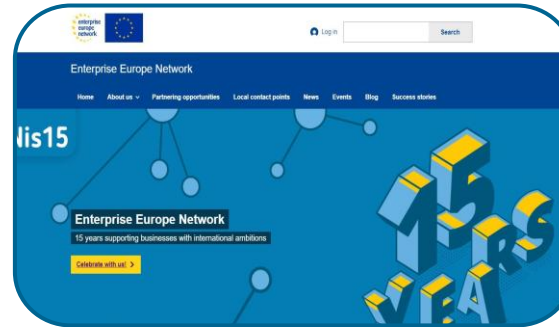 enterprise
europe
network
Log in
Search
Enterprise Europe Network
Home About us Partnering opportunities Local contact points News Events Blog Success stories
Nis15
Enterprise Europe Network
15 years supporting businesses with international ambitions
Celebrate with us!
15
YEARS